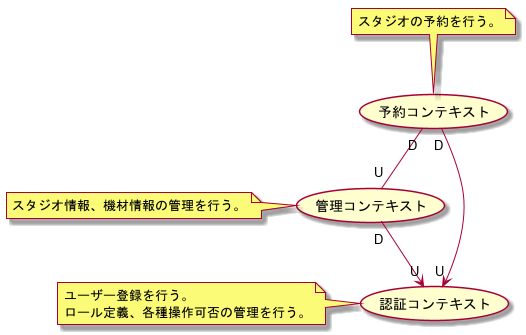 スタジオの予約を行う。
予約コンテキスト
D
D
U
スタジオ情報、機材情報の管理を行う。
管理コンテキスト
D
U
U
ユーザー登録を行う。
ロール定義、各種操作可否の管理を行う。
認証コンテキスト